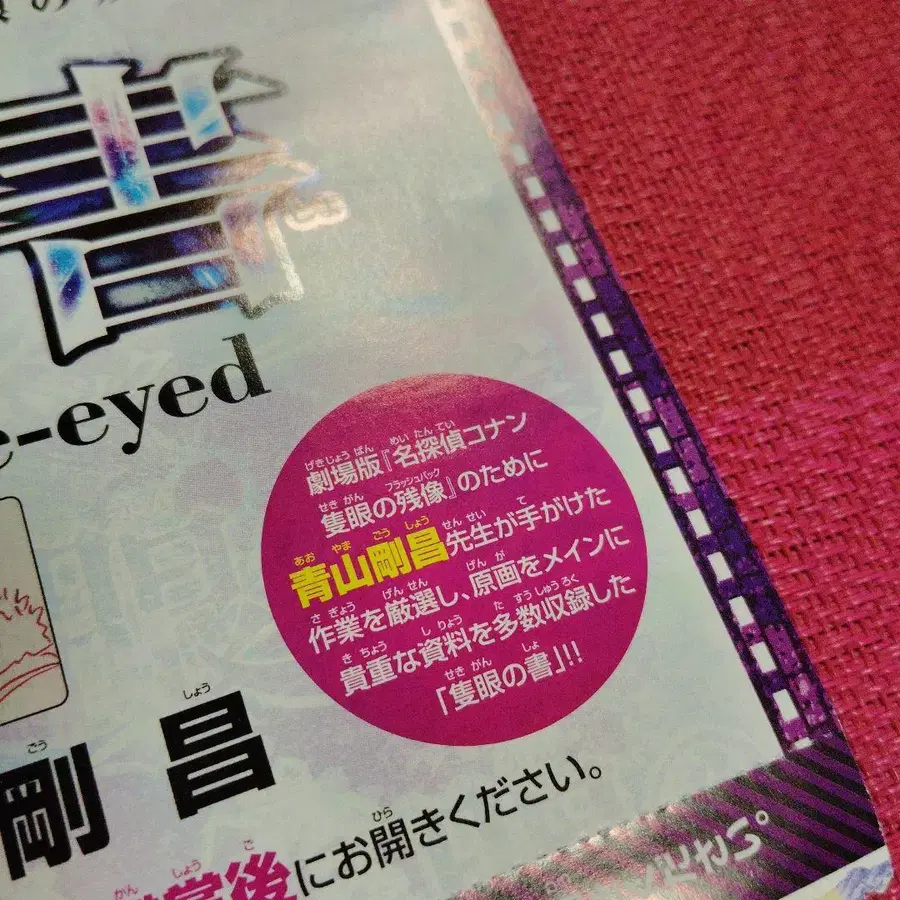 の
書
e-eyed
劇場版『名探偵コナン
隻眼の残像』のために
青山剛昌先生が手がけた
作業を厳選し、原画をメインに
貴重な資料を多数収録した
「隻眼の書」!!
剛昌
後にお開きください。